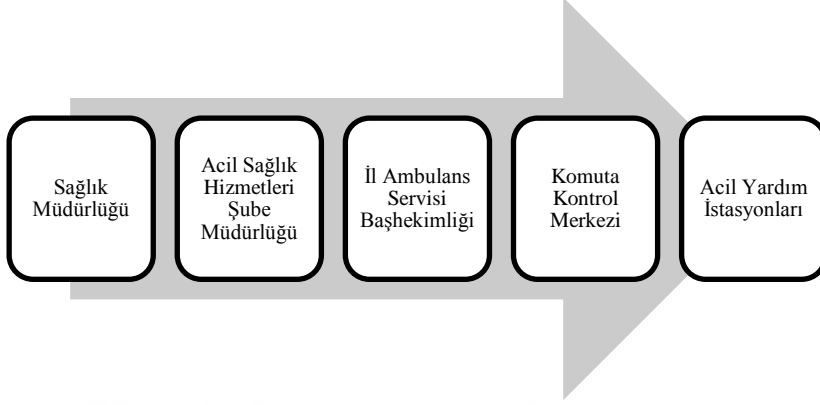 Sağlık
Müdürlüğü
Acil Sağlık
Hizmetleri
Şube
Müdürlüğü
İl Ambulans
Servisi
Başhekimliği
Komuta
Kontrol
Merkezi
Acil Yardım
İstasyonları